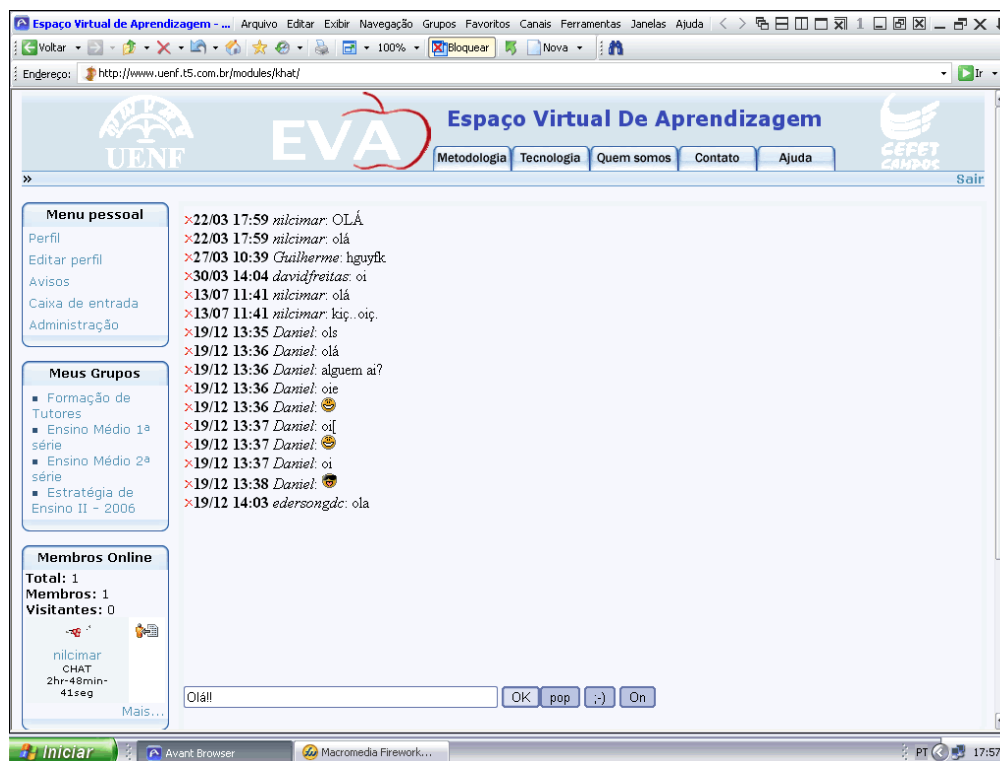 Espaço Virtual de Aprendizagem - ... Arquivo Editar Exibir Navegação Grupos Favoritos Canais Ferramentas Janelas Ajuda 1
Voltar 100% Bloquear Nova
Endereço: http://www.uenf.t5.com.br/modules/khat/ Ir
UENF
EVA
Espaço Virtual De Aprendizagem
CEFET
CAMPOS
Metodologia Tecnologia Quem somos Contato Ajuda
» Sair
Menu pessoal
Perfil
Editar perfil
Avisos
Caixa de entrada
Administração
Meus Grupos
Formação de
Tutores
Ensino Médio 1ª
série
Ensino Médio 2ª
série
Estratégia de
Ensino II - 2006
Membros Online
Total: 1
Membros: 1
Visitantes: 0
nilcimar
CHAT
2hr-48min-
41seg
Mais...
×22/03 17:59 nilcimar: OLÁ
×22/03 17:59 nilcimar: olá
×27/03 10:39 Guilherme: hguyfk
×30/03 14:04 davidfreitas: oi
×13/07 11:41 nilcimar: olá
×13/07 11:41 nilcimar: kiç..oiç.
×19/12 13:35 Daniel: ols
×19/12 13:36 Daniel: olá
×19/12 13:36 Daniel: alguem ai?
×19/12 13:36 Daniel: oie
×19/12 13:36 Daniel:
×19/12 13:37 Daniel: oi[
×19/12 13:37 Daniel:
×19/12 13:37 Daniel: oi
×19/12 13:38 Daniel:
×19/12 14:03 edersongdc: ola
Olá!! OK pop ;-) On
Iniciar Avant Browser Macromedia Firework... PT 17:57